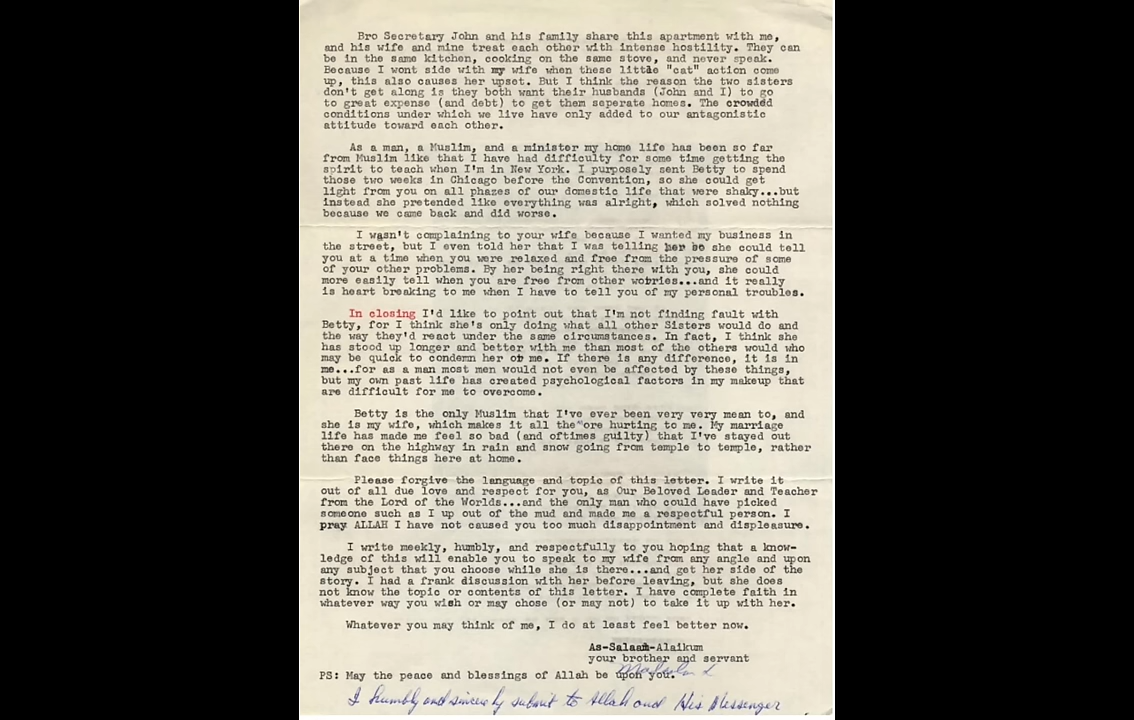 Bro Secretary John and his family share this apartment with me,
and his wife and mine treat each other with intense hostility. They can
be in the same kitchen, cooking on the same stove, and never speak.
Because I wont side with my wife when these little "cat" action come
up, this also causes her upset. But I think the reason the two sisters
don't get along is they both want their husbands (John and I) to go
to great expense (and debt) to get them seperate homes. The crowded
conditions under which we live have only added to our antagonistic
attitude toward each other.
As a man, a Muslim, and a minister my home life has been so far
from Muslim like that I have had difficulty for some time getting the
spirit to teach when I'm in New York. I purposely sent Betty to spend
those two weeks in Chicago before the Convention, so she could get
light from you on all phazes of our domestic life that were shaky...but
instead she pretended like everything was alright, which solved nothing
because we came back and did worse.
I wasn't complaining to your wife because I wanted my business in
the street, but I even told her that I was telling her so she could tell
you at a time when you were relaxed and free from the pressure of some
of your other problems. By her being right there with you, she could
more easily tell when you are free from other worries...and it really
is heart breaking to me when I have to tell you of my personal troubles.
In closing I'd like to point out that I'm not finding fault with
Betty, for I think she's only doing what all other Sisters would do and
the way they'd react under the same circumstances. In fact, I think she
has stood up longer and better with me than most of the others would who
may be quick to condemn her or me. If there is any difference, it is in
me...for as a man most men would not even be affected by these things,
but my own past life has created psychological factors in my makeup that
are difficult for me to overcome.
Betty is the only Muslim that I've ever been very very mean to, and
she is my wife, which makes it all the ore hurting to me. My marriage
life has made me feel so bad (and oftimes guilty) that I've stayed out
there on the highway in rain and snow going from temple to temple, rather
than face things here at home.
Please forgive the language and topic of this letter. I write it
out of all due love and respect for you, as Our Beloved Leader and Teacher
from the Lord of the Worlds...and the only man who could have picked
someone such as I up out of the mud and made me a respectful person. I
pray ALLAH I have not caused you too much disappointment and displeasure.
I write meekly, humbly, and respectfully to you hoping that a know-
ledge of this will enable you to speak to my wife from any angle and upon
any subject that you choose while she is there...and get her side of the
story. I had a frank discussion with her before leaving, but she does
not know the topic or contents of this letter. I have complete faith in
whatever way you wish or may chose (or may not) to take it up with her.
Whatever you may think of me, I do at least feel better now.
As-Salaam-Alaikum
your brother and servant
PS: May the peace and blessings of Allah be upon you.
I humbly and sincerely submit to Allah and His Messenger